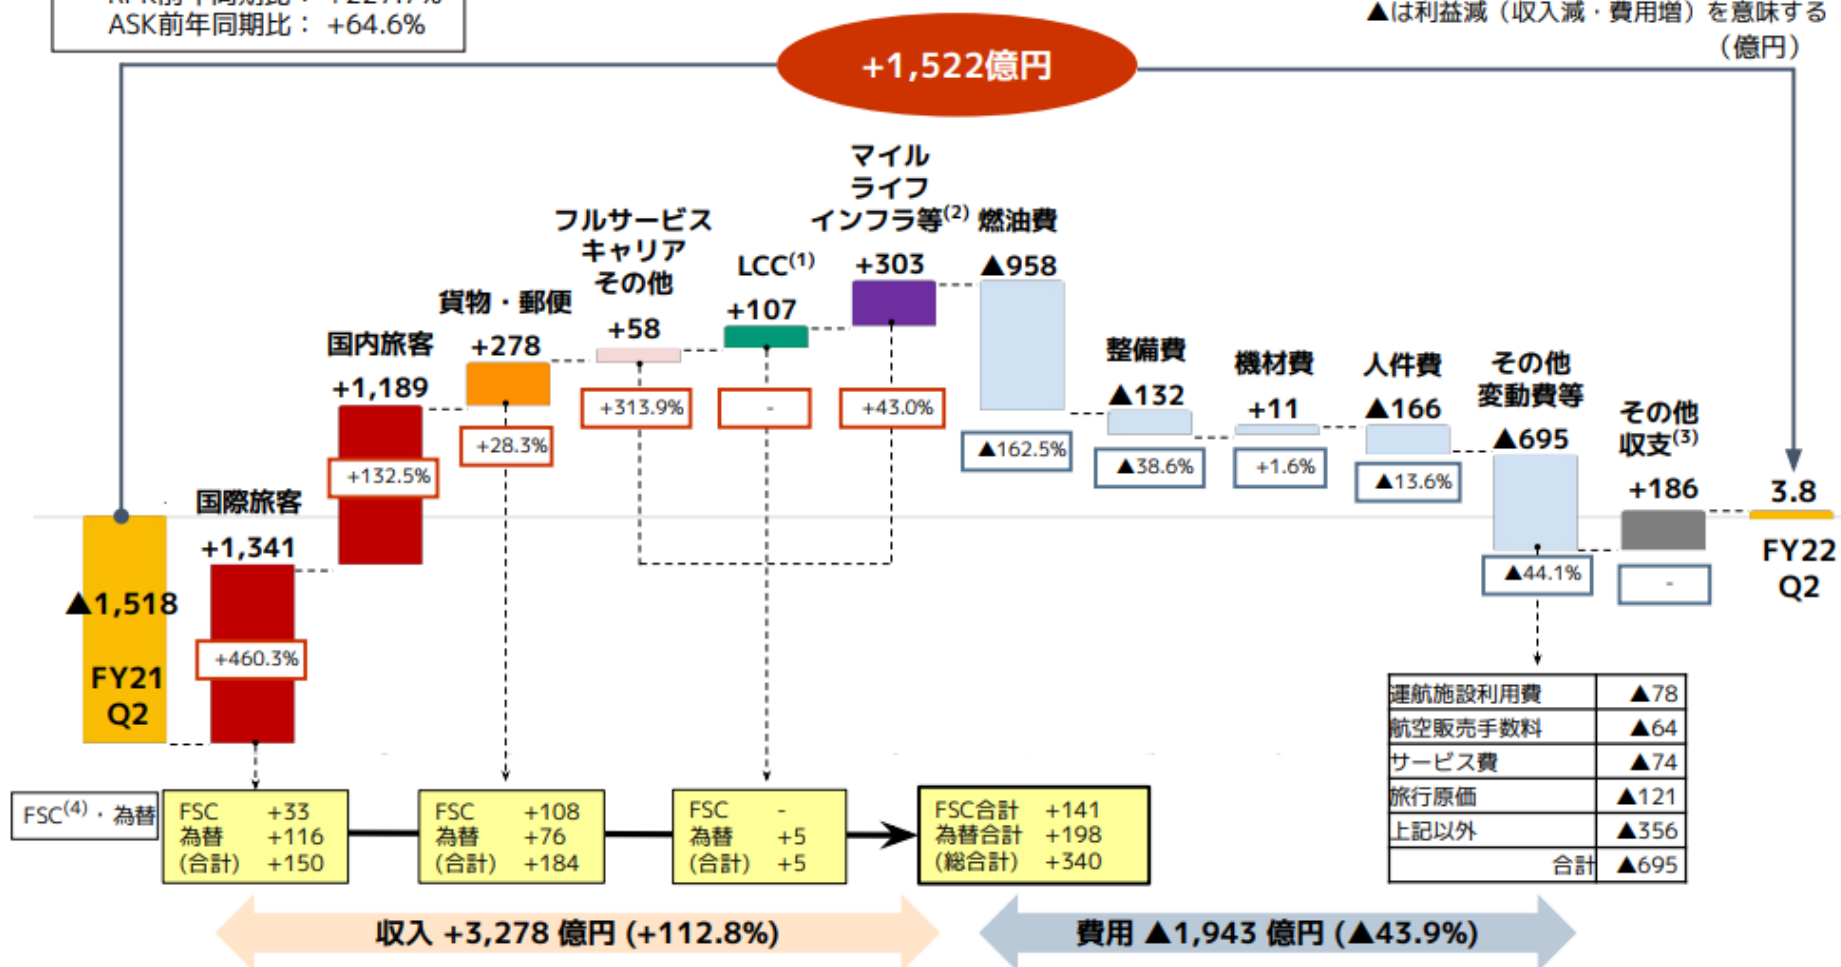 ASK前年同期比： +64.6%
▲は利益減（収入減・費用増）を意味する
（億円）
+1,522億円
▲1,518
FY21
Q2
国際旅客
+1,341
+460.3%
国内旅客
+1,189
+132.5%
貨物・郵便
+278
+28.3%
フルサービス
キャリア
その他
+58
+313.9%
LCC(1)
+107
-
マイル
ライフ
インフラ等(2)
+303
+43.0%
燃油費
▲958
▲162.5%
整備費
▲132
▲38.6%
機材費
+11
+1.6%
人件費
▲166
▲13.6%
その他
変動費等
▲695
▲44.1%
その他
収支(3)
+186
-
3.8
FY22
Q2
FSC(4)・為替
FSC +33
為替 +116
(合計) +150
FSC +108
為替 +76
(合計) +184
FSC -
為替 +5
(合計) +5
FSC合計 +141
為替合計 +198
(総合計) +340
運航施設利用費 ▲78
航空販売手数料 ▲64
サービス費 ▲74
旅行原価 ▲121
上記以外 ▲356
合計 ▲695
収入 +3,278 億円 (+112.8%)
費用 ▲1,943 億円 (▲43.9%)